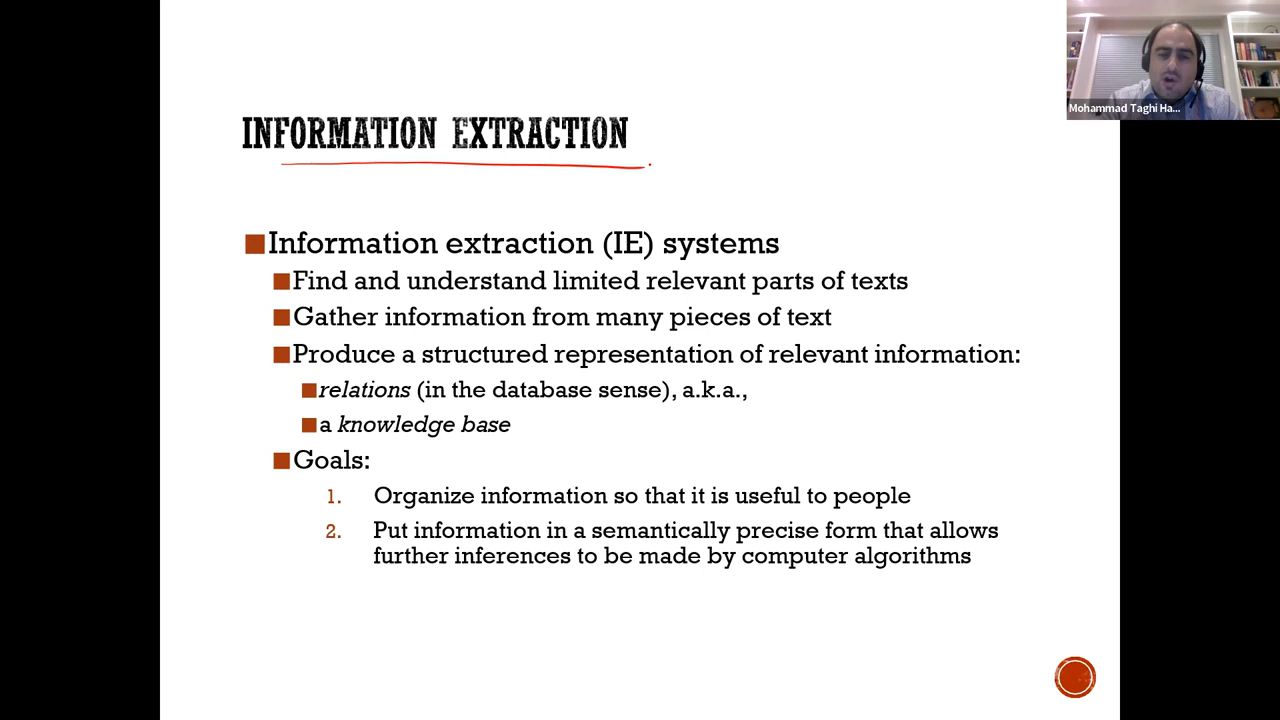 INFORMATION EXTRACTION
Mohammad Taghi Ha...
Information extraction (IE) systems
Find and understand limited relevant parts of texts
Gather information from many pieces of text
Produce a structured representation of relevant information:
relations (in the database sense), a.k.a.,
a knowledge base
Goals:
1. Organize information so that it is useful to people
2. Put information in a semantically precise form that allows
further inferences to be made by computer algorithms